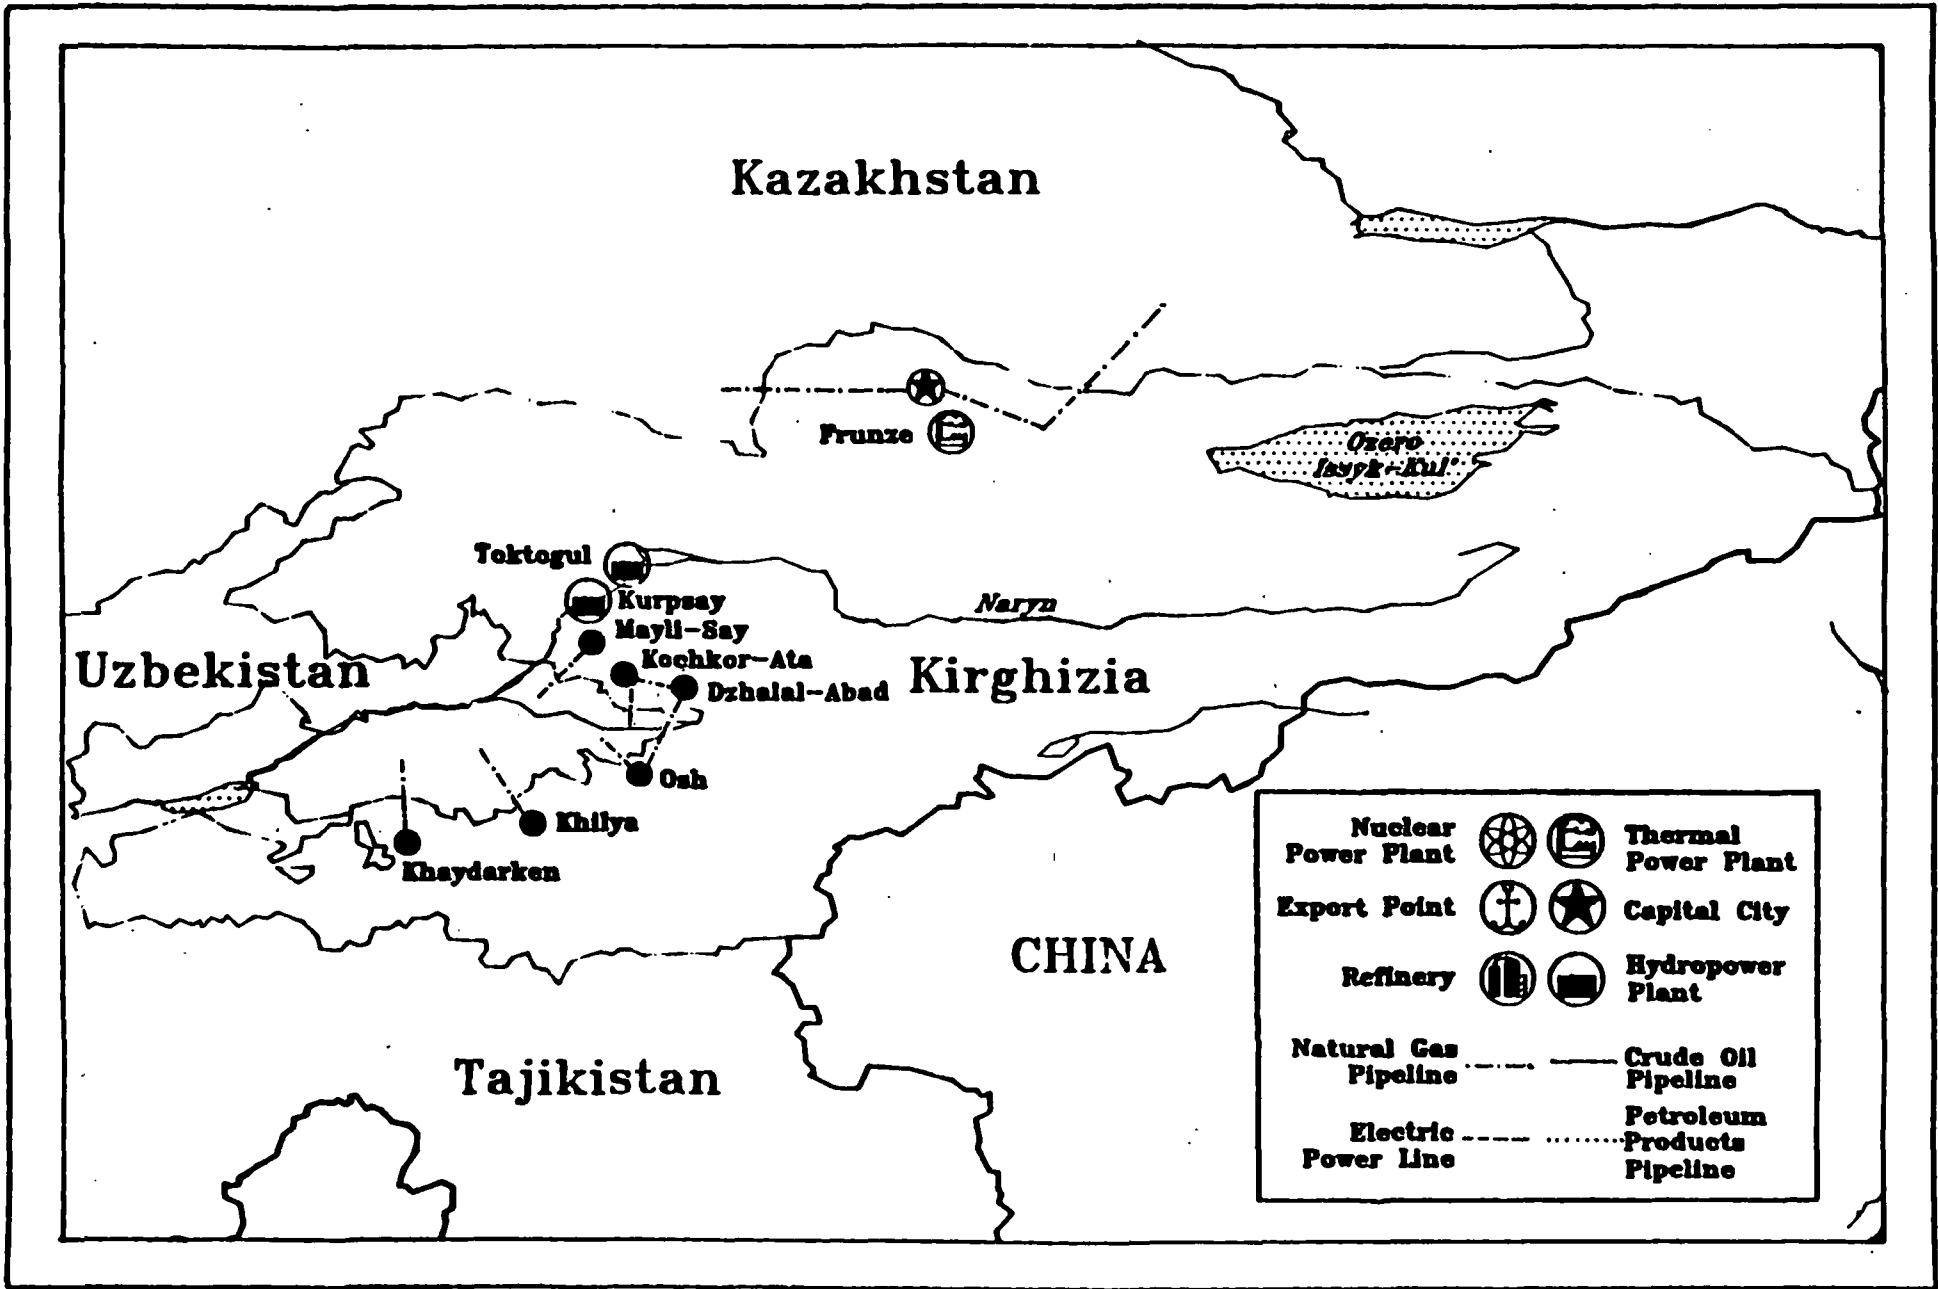 Kazakhstan
Frunze
Ozero
Issyk-Kul'
Toktogul
Kurpsay
Naryn
Mayli-Say
Kochkor-Ata
Uzbekistan
Kirghizia
Dzhalal-Abad
Osh
Khilya
Khaydarken
CHINA
Tajikistan
Nuclear
Power Plant
Thermal
Power Plant
Export Point
Capital City
Refinery
Hydropower
Plant
Natural Gas
Pipeline
Crude Oil
Pipeline
Electric
Power Line
Petroleum
Products
Pipeline